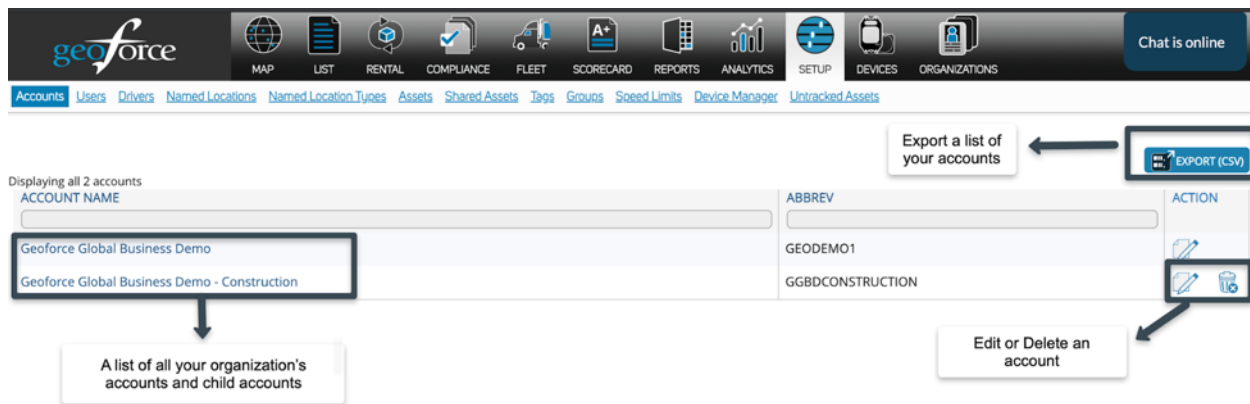 geoforce
MAP LIST RENTAL COMPLIANCE FLEET SCORECARD REPORTS ANALYTICS SETUP DEVICES ORGANIZATIONS
A+
Chat is online
Accounts Users Drivers Named Locations Named Location Types Assets Shared Assets Tags Groups Speed Limits Device Manager Untracked Assets
Export a list of
your accounts
EXPORT (CSV)
Displaying all 2 accounts
ACCOUNT NAME ABBREV ACTION
Geoforce Global Business Demo GEODEMO1
Geoforce Global Business Demo - Construction GGBDCONSTRUCTION
A list of all your organization's
accounts and child accounts
Edit or Delete an
account